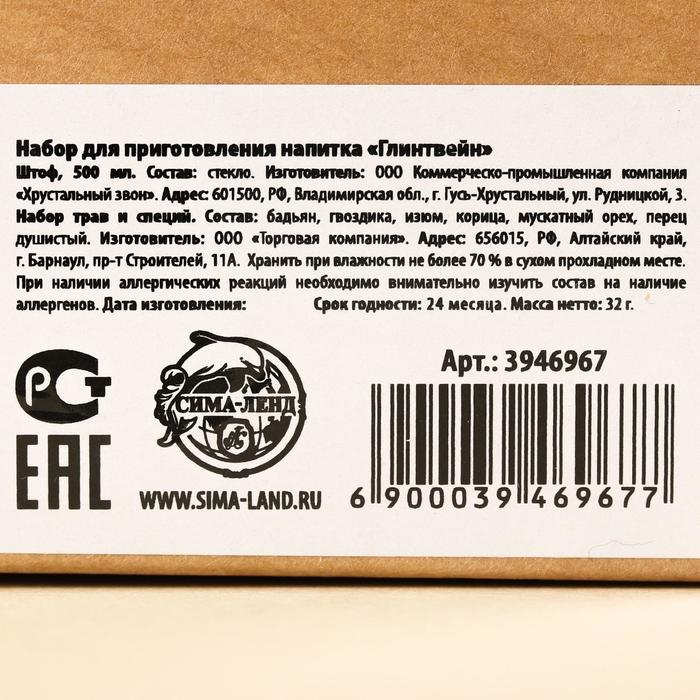 Набор для приготовления напитка «Глинтвейн»
Штоф, 500 мл. Состав: стекло. Изготовитель: ООО Коммерческо-промышленная компания
«Хрустальный звон». Адрес: 601500, РФ, Владимирская обл., г. Гусь-Хрустальный, ул. Рудницкой, 3.
Набор трав и специй. Состав: бадьян, гвоздика, изюм, корица, мускатный орех, перец
душистый. Изготовитель: ООО «Торговая компания». Адрес: 656015, РФ, Алтайский край,
г. Барнаул, пр-т Строителей, 11А. Хранить при влажности не более 70 % в сухом прохладном месте.
При наличии аллергических реакций необходимо внимательно изучить состав на наличие
аллергенов. Дата изготовления: Срок годности: 24 месяца. Масса нетто: 32 г.
Арт.: 3946967
РСТ
СИМА-ЛЕНД
EAC
WWW.SIMA-LAND.RU
6 900039 469677